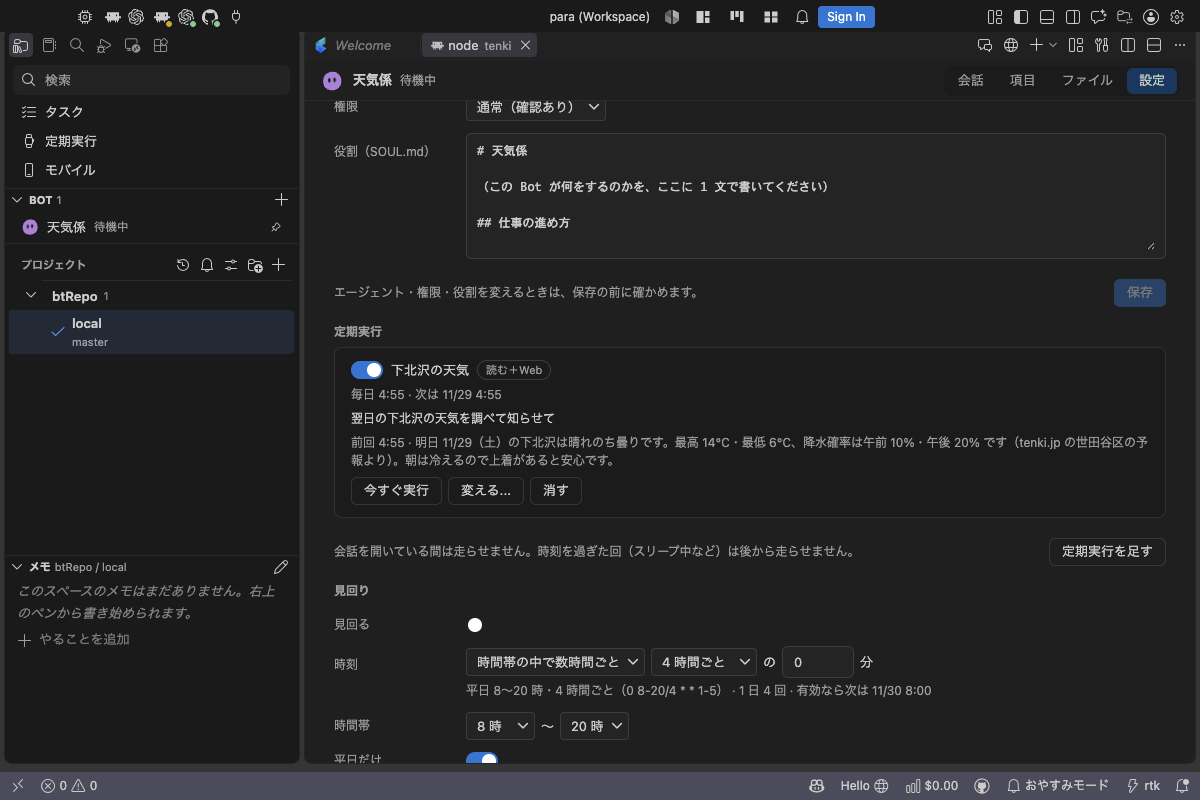 para (Workspace)
Sign In
Welcome
node tenki
検索
タスク
定期実行
モバイル
BOT 1
天気係 待機中
プロジェクト
btRepo 1
local
master
メモ btRepo / local
このスペースのメモはまだありません。右上
のペンから書き始められます。
やることを追加
天気係 待機中
会話 項目 ファイル 設定
権限 通常（確認あり）
役割（SOUL.md）
# 天気係
（この Bot が何をするのかを、ここに 1 文で書いてください）
## 仕事の進め方
エージェント・権限・役割を変えるときは、保存の前に確かめます。
保存
定期実行
下北沢の天気 読む＋Web
毎日 4:55 · 次は 11/29 4:55
翌日の下北沢の天気を調べて知らせて
前回 4:55 · 明日 11/29（土）の下北沢は晴れのち曇りです。最高 14°C・最低 6°C、降水確率は午前 10%・午後 20% です（tenki.jp の世田谷区の予
報より）。朝は冷えるので上着があると安心です。
今すぐ実行 変える... 消す
会話を開いている間は走らせません。時刻を過ぎた回（スリープ中など）は後から走らせません。
定期実行を足す
見回り
見回る
時刻 時間帯の中で数時間ごと 4 時間ごと の 0 分
平日 8〜20 時・4 時間ごと（0 8-20/4 * * 1-5） · 1 日 4 回 · 有効なら次は 11/30 8:00
時間帯 8 時 〜 20 時
平日だけ
0 0
Hello
$0.00
おやすみモード
rtk